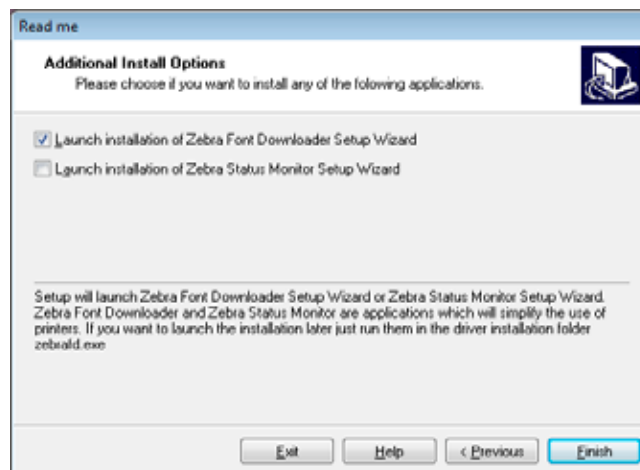 Read me
Additional Install Options
Please choose if you want to install any of the folowing applications.
Launch installation of Zebra Font Downloader Setup Wizard
Launch installation of Zebra Status Monitor Setup Wizard
Setup will launch Zebra Font Downloader Setup Wizard or Zebra Status Monitor Setup Wizard.
Zebra Font Downloader and Zebra Status Monitor are applications which will simplify the use of
printers. If you want to launch the installation later just run them in the driver installation folder
zebrafd.exe
Exit
Help
< Previous
Finish